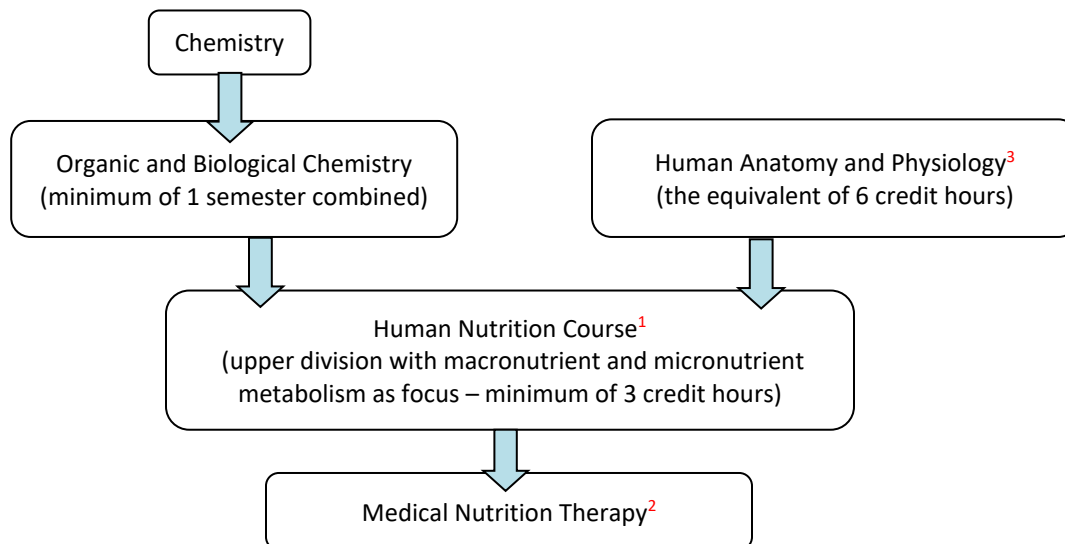 Chemistry
Organic and Biological Chemistry
(minimum of 1 semester combined)
Human Anatomy and Physiology3
(the equivalent of 6 credit hours)
Human Nutrition Course1
(upper division with macronutrient and micronutrient
metabolism as focus – minimum of 3 credit hours)
Medical Nutrition Therapy2